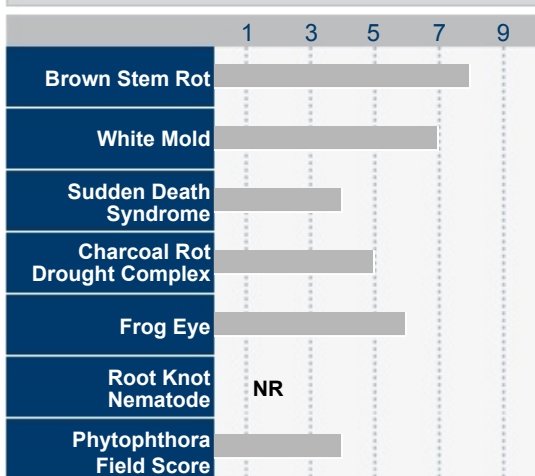 1 3 5 7 9
Brown Stem Rot
White Mold
Sudden Death
Syndrome
Charcoal Rot
Drought Complex
Frog Eye
Root Knot
Nematode
NR
Phytophthora
Field Score